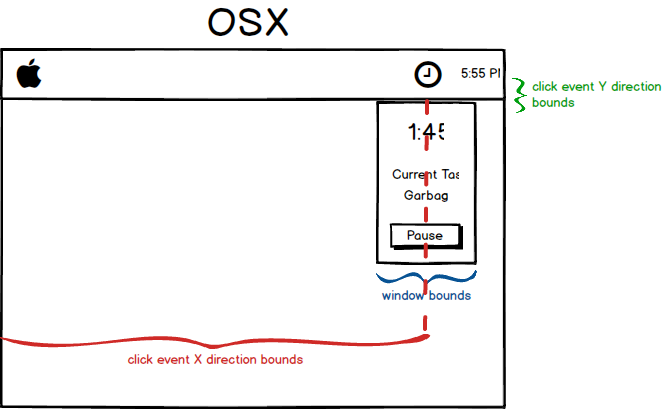 OSX
5:55 PI
click event Y direction
bounds
1:45
Current Tas
Garbag
Pause
window bounds
click event X direction bounds